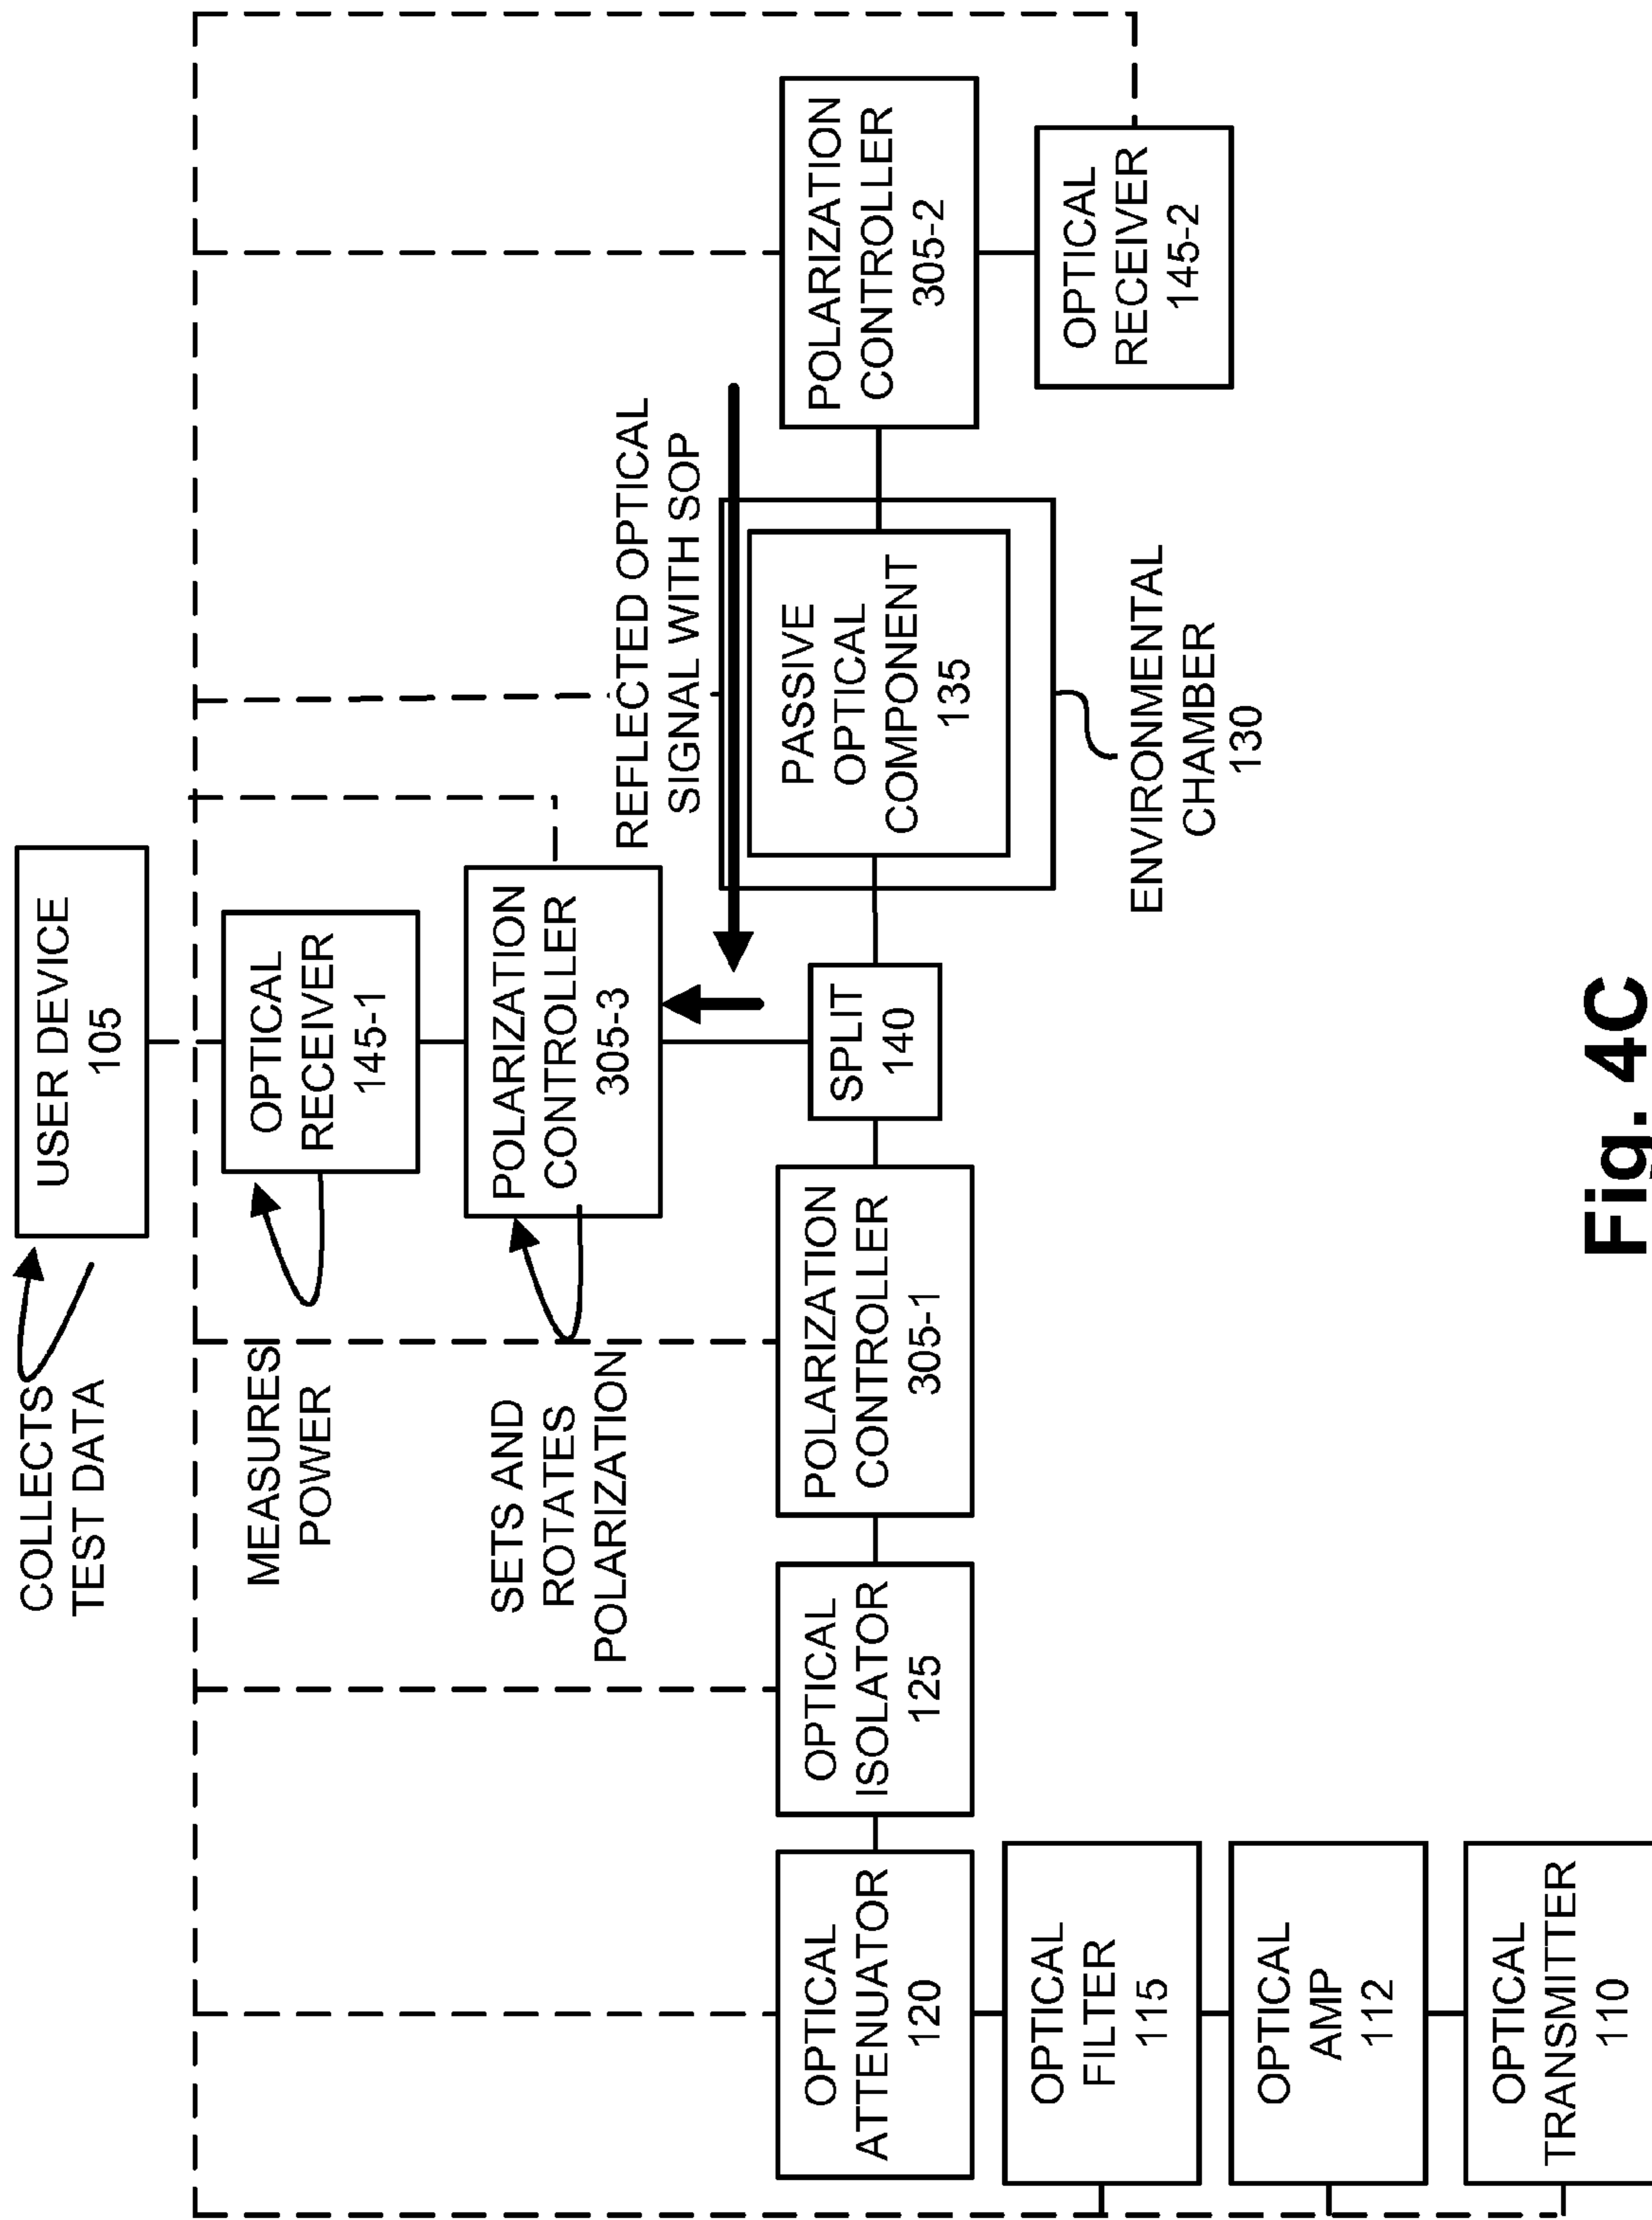 COLLECTS
TEST DATA
USER DEVICE
105
MEASURES
POWER
OPTICAL
RECEIVER
145-1
SETS AND
ROTATES
POLARIZATION
POLARIZATION
CONTROLLER
305-3
REFLECTED OPTICAL
SIGNAL WITH SOP
OPTICAL
ATTENUATOR
120
OPTICAL
ISOLATOR
125
POLARIZATION
CONTROLLER
305-1
SPLIT
140
PASSIVE
OPTICAL
COMPONENT
135
POLARIZATION
CONTROLLER
305-2
OPTICAL
FILTER
115
OPTICAL
AMP
112
OPTICAL
TRANSMITTER
110
ENVIRONMENTAL
CHAMBER
130
OPTICAL
RECEIVER
145-2
Fig. 4C